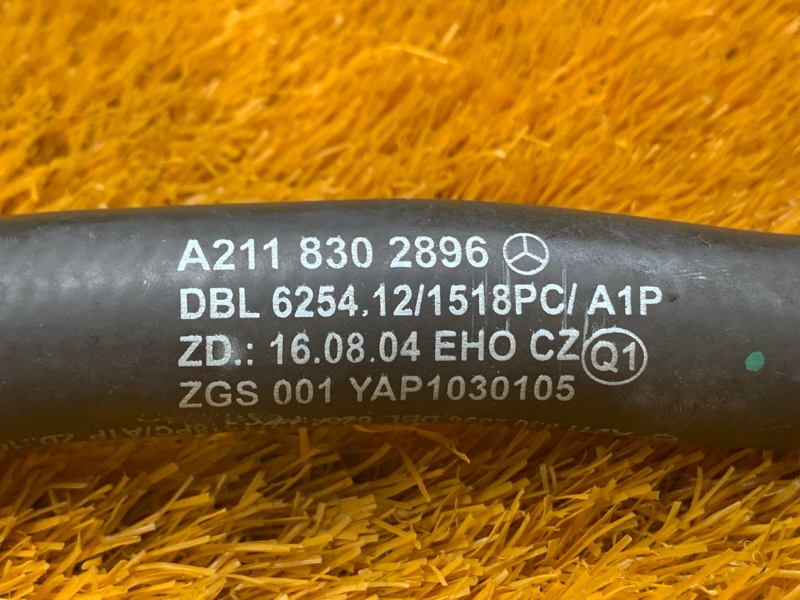 A211 830 2896
DBL 6254.12/1518PC/ A1P
ZD.: 16.08.04 EHO CZ Q1
ZGS 001 YAP1030105